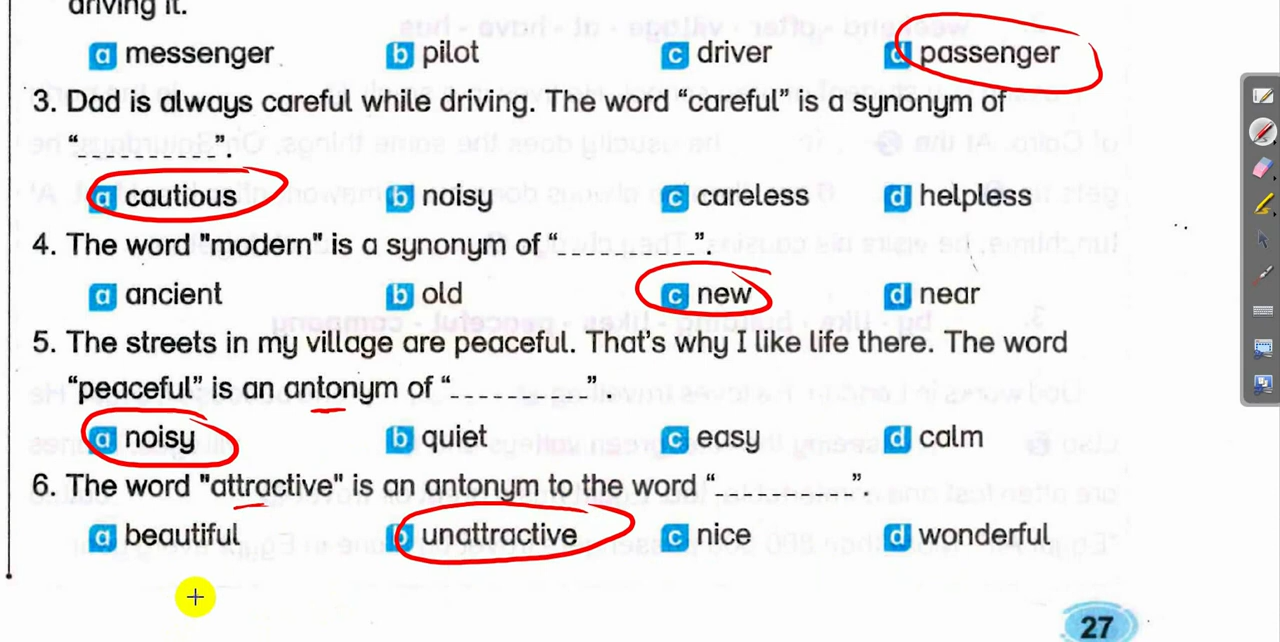 driving it.
a messenger b pilot c driver d passenger
3. Dad is always careful while driving. The word “careful” is a synonym of
“__________”.
a cautious b noisy c careless d helpless
4. The word "modern" is a synonym of “__________”.
a ancient b old c new d near
5. The streets in my village are peaceful. That's why I like life there. The word
“peaceful” is an antonym of “__________”.
a noisy b quiet c easy d calm
6. The word "attractive" is an antonym to the word “__________”.
a beautiful b unattractive c nice d wonderful
27